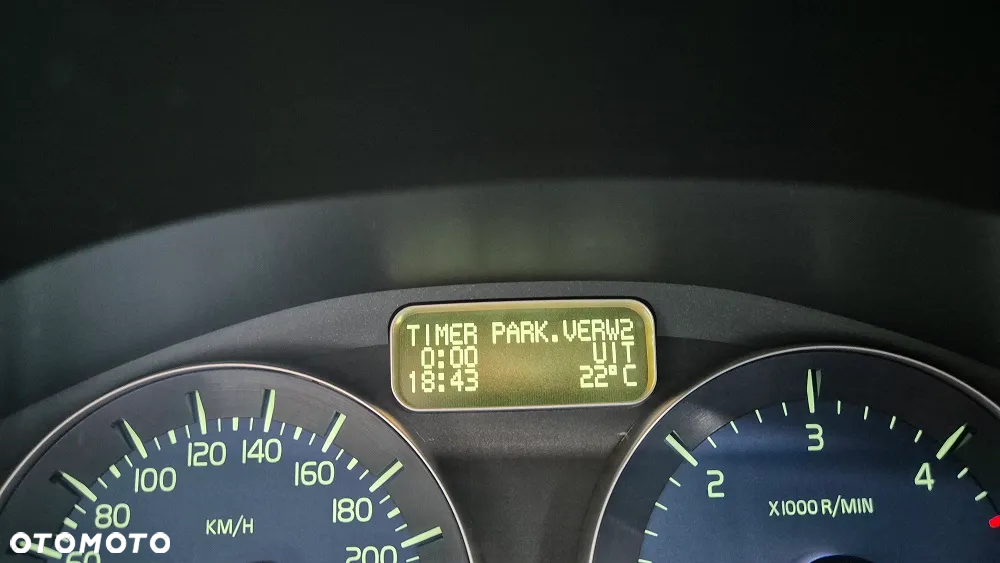 TIMER PARK.VERW2
0:00 UIT
18:43 22°C
60
80
100
120
140
160
180
200
KM/H
2
3
4
X1000 R/MIN
OTOMOTO